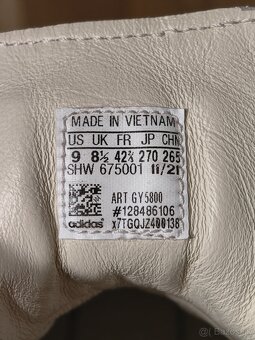 MADE IN VIETNAM
US UK FR JP CHN
9 8½ 42⅔ 270 265
SHW 675001 11/21
ART GY5800
#128486106
adidas® x7TGQJZ400136